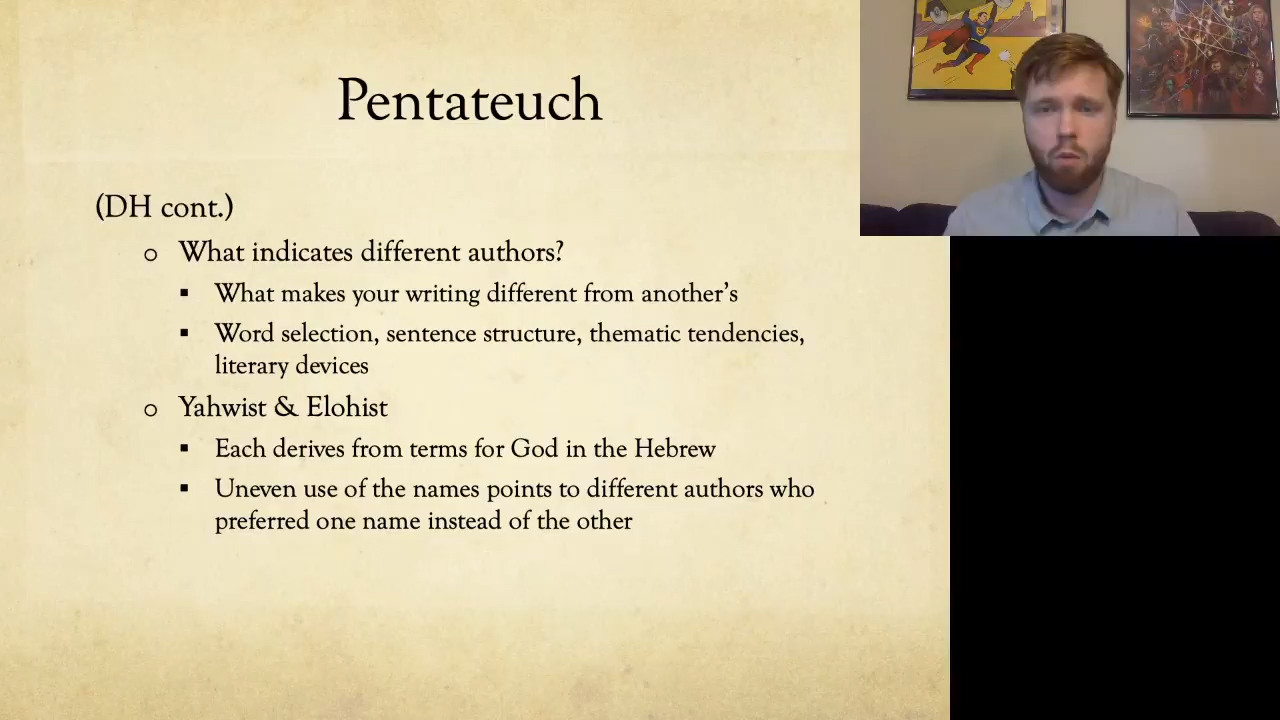 Pentateuch
(DH cont.)
o What indicates different authors?
▪ What makes your writing different from another’s
▪ Word selection, sentence structure, thematic tendencies,
literary devices
o Yahwist & Elohist
▪ Each derives from terms for God in the Hebrew
▪ Uneven use of the names points to different authors who
preferred one name instead of the other